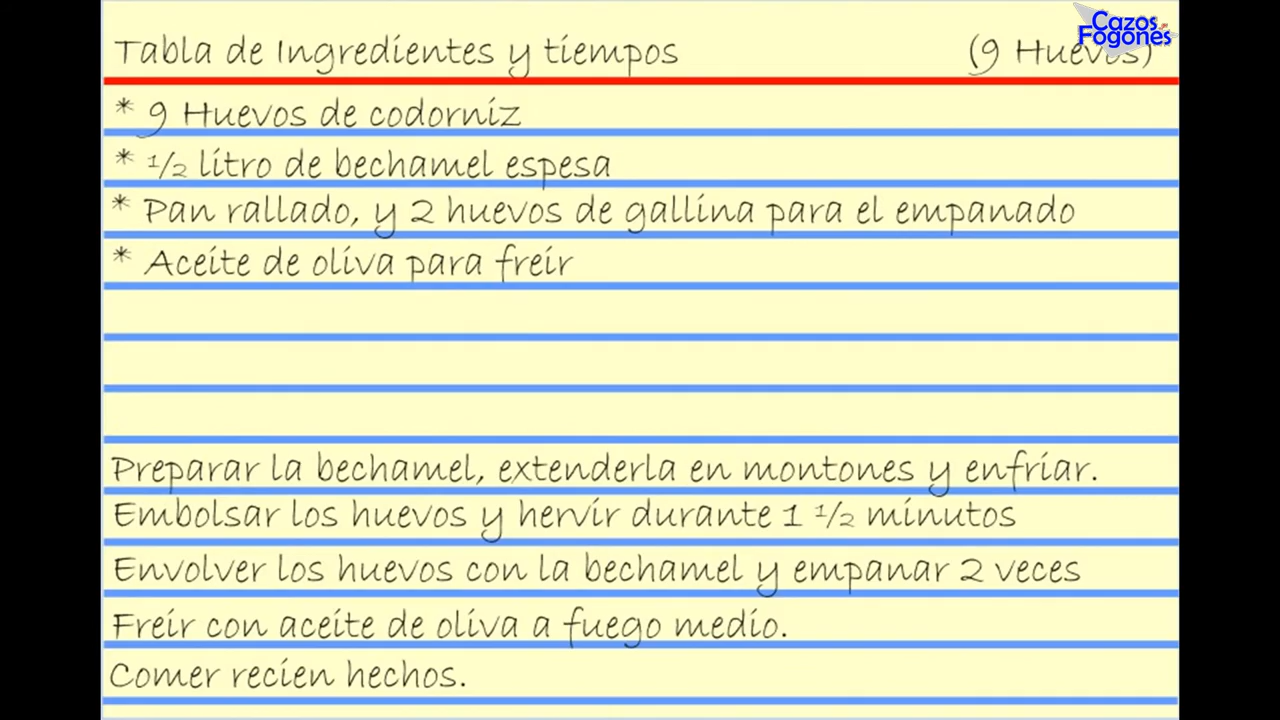 Cazos
de
Fogones
Tabla de Ingredientes y tiempos (9 Huevos)
* 9 Huevos de codorniz
* ½ litro de bechamel espesa
* Pan rallado, y 2 huevos de gallina para el empanado
* Aceite de oliva para freir
Preparar la bechamel, extenderla en montones y enfriar.
Embolsar los huevos y hervir durante 1 ½ minutos
Envolver los huevos con la bechamel y empanar 2 veces
Freir con aceite de oliva a fuego medio.
Comer recien hechos.